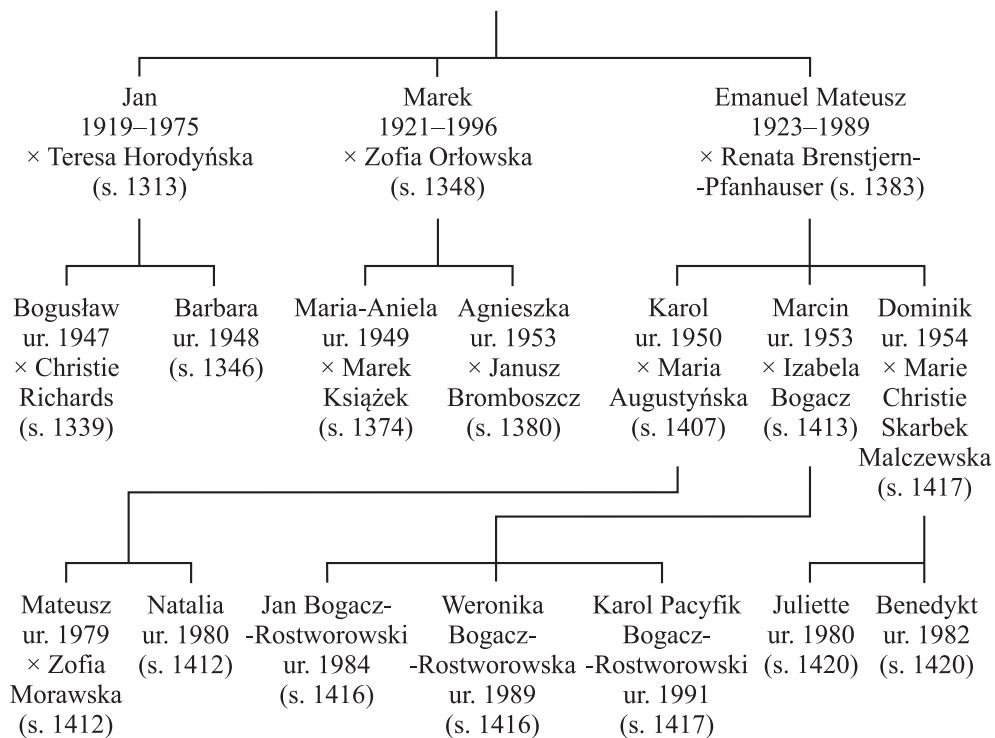 Jan
1919–1975
× Teresa Horodyńska
(s. 1313)
Marek
1921–1996
× Zofia Orłowska
(s. 1348)
Emanuel Mateusz
1923–1989
× Renata Brenstjern-
-Pfanhauser (s. 1383)
Bogusław
ur. 1947
× Christie
Richards
(s. 1339)
Barbara
ur. 1948
(s. 1346)
Maria-Aniela
ur. 1949
× Marek
Książek
(s. 1374)
Agnieszka
ur. 1953
× Janusz
Bromboszcz
(s. 1380)
Karol
ur. 1950
× Maria
Augustyńska
(s. 1407)
Marcin
ur. 1953
× Izabela
Bogacz
(s. 1413)
Dominik
ur. 1954
× Marie
Christie
Skarbek
Malczewska
(s. 1417)
Mateusz
ur. 1979
× Zofia
Morawska
(s. 1412)
Natalia
ur. 1980
(s. 1412)
Jan Bogacz-
-Rostworowski
ur. 1984
(s. 1416)
Weronika
Bogacz-
-Rostworowska
ur. 1989
(s. 1416)
Karol Pacyfik
Bogacz-
-Rostworowski
ur. 1991
(s. 1417)
Juliette
ur. 1980
(s. 1420)
Benedykt
ur. 1982
(s. 1420)